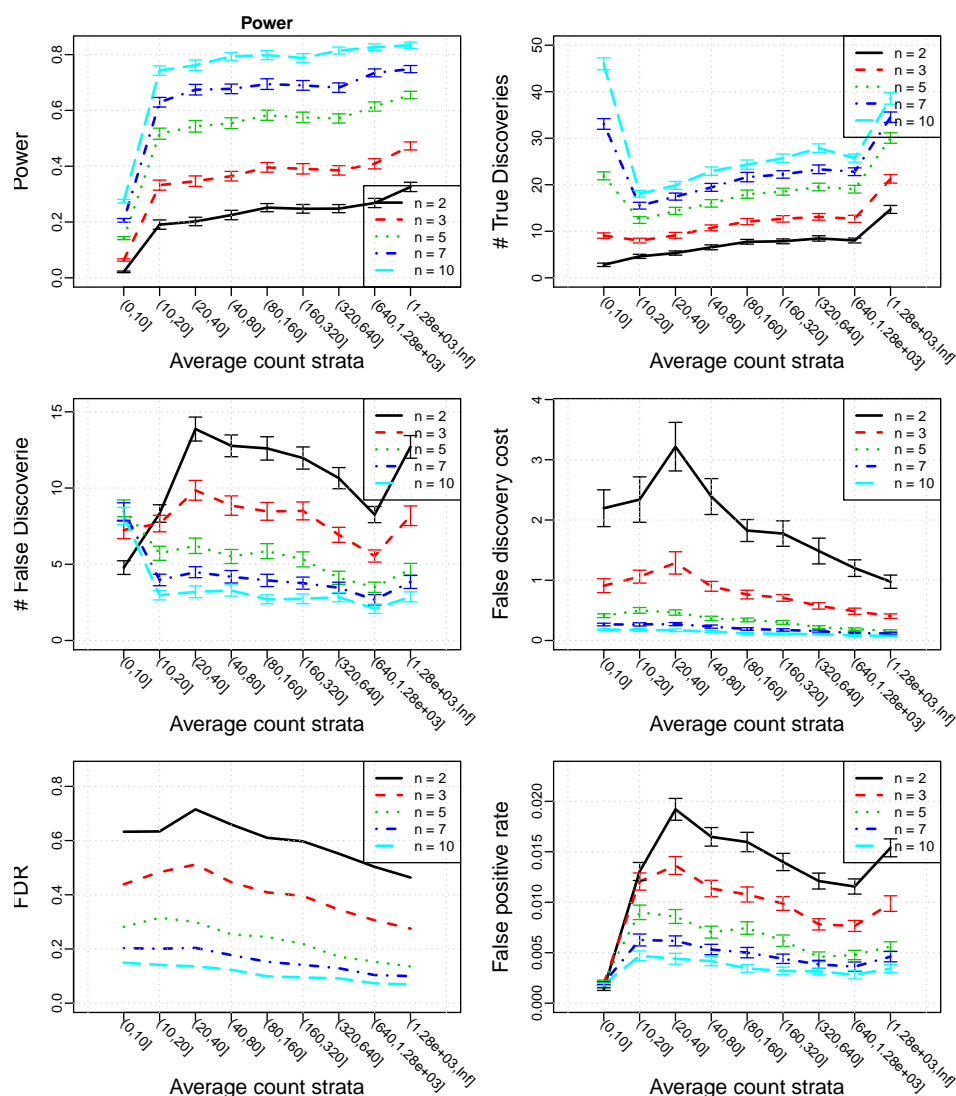 Power
Power
0.0
0.2
0.4
0.6
0.8
n = 2
n = 3
n = 5
n = 7
n = 10
(0,10]
(10,20]
(20,40]
(40,80]
(80,160]
(160,320]
(320,640]
(640,1.28e+03]
(1.28e+03,Inf]
Average count strata
# True Discoveries
0
10
20
30
40
50
n = 2
n = 3
n = 5
n = 7
n = 10
(0,10]
(10,20]
(20,40]
(40,80]
(80,160]
(160,320]
(320,640]
(640,1.28e+03]
(1.28e+03,Inf]
Average count strata
# False Discoverie
0
5
10
15
n = 2
n = 3
n = 5
n = 7
n = 10
(0,10]
(10,20]
(20,40]
(40,80]
(80,160]
(160,320]
(320,640]
(640,1.28e+03]
(1.28e+03,Inf]
Average count strata
False discovery cost
0
1
2
3
4
n = 2
n = 3
n = 5
n = 7
n = 10
(0,10]
(10,20]
(20,40]
(40,80]
(80,160]
(160,320]
(320,640]
(640,1.28e+03]
(1.28e+03,Inf]
Average count strata
FDR
0.0
0.2
0.4
0.6
0.8
n = 2
n = 3
n = 5
n = 7
n = 10
(0,10]
(10,20]
(20,40]
(40,80]
(80,160]
(160,320]
(320,640]
(640,1.28e+03]
(1.28e+03,Inf]
Average count strata
False positive rate
0.000
0.005
0.010
0.015
0.020
n = 2
n = 3
n = 5
n = 7
n = 10
(0,10]
(10,20]
(20,40]
(40,80]
(80,160]
(160,320]
(320,640]
(640,1.28e+03]
(1.28e+03,Inf]
Average count strata